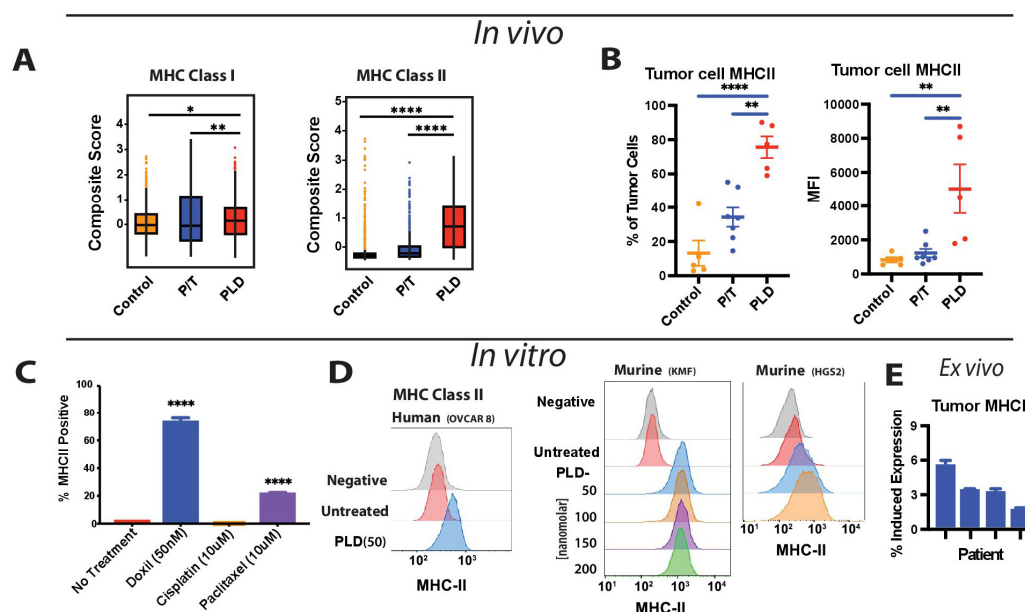 In vivo
A
MHC Class I
Composite Score
4
3
2
1
0
*
**
Control
P/T
PLD
MHC Class II
Composite Score
5
4
3
2
1
0
****
****
Control
P/T
PLD
B
Tumor cell MHCII
% of Tumor Cells
100
80
60
40
20
0
****
**
Control
P/T
PLD
Tumor cell MHCII
MFI
10000
8000
6000
4000
2000
0
**
**
Control
P/T
PLD
In vitro
C
% MHCII Positive
100
80
60
40
20
0
****
****
No Treatment
Doxil (50nM)
Cisplatin (10uM)
Paclitaxel (10uM)
D
MHC Class II
Human (OVCAR 8)
Negative
Untreated
PLD(50)
10² 10³
MHC-II
Murine (KMF)
Negative
Untreated
PLD-
50
100
150
200
[nanomolar]
10¹ 10² 10³ 10⁴
MHC-II
Murine (HGS2)
10¹ 10² 10³ 10⁴
MHC-II
E
Ex vivo
Tumor MHCII
% Induced Expression
9
6
3
0
Patient